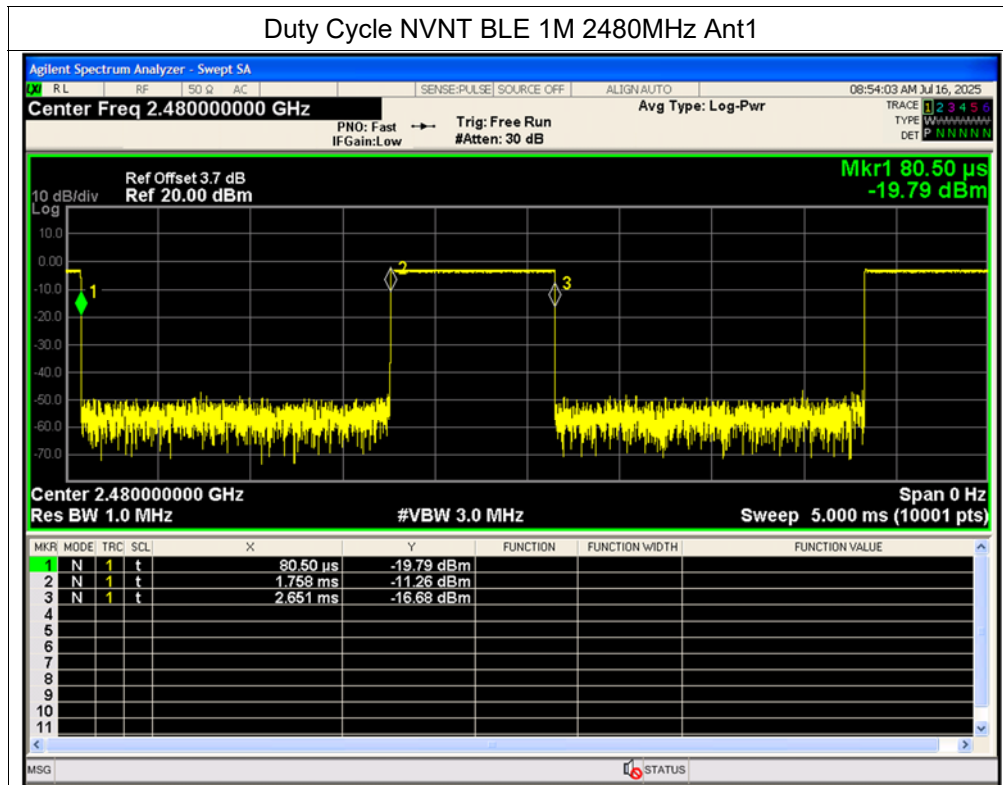 Duty Cycle NVNT BLE 1M 2480MHz Ant1
Agilent Spectrum Analyzer - Swept SA
RL RF 50 Ω AC SENSE:PULSE SOURCE OFF ALIGN AUTO 08:54:03 AM Jul 16, 2025
Center Freq 2.480000000 GHz Avg Type: Log-Pwr TRACE 1 2 3 4 5 6
PNO: Fast Trig: Free Run TYPE W
IFGain:Low #Atten: 30 dB DET P N N N N N
Mkr1 80.50 µs
Ref Offset 3.7 dB
10 dB/div Ref 20.00 dBm -19.79 dBm
Log
10.0
0.00
2
-10.0
1
3
-20.0
-30.0
-40.0
-50.0
-60.0
-70.0
Center 2.480000000 GHz Span 0 Hz
Res BW 1.0 MHz #VBW 3.0 MHz Sweep 5.000 ms (10001 pts)
MKR MODE TRC SCL X Y FUNCTION FUNCTION WIDTH FUNCTION VALUE
1 N 1 t 80.50 µs -19.79 dBm
2 N 1 t 1.758 ms -11.26 dBm
3 N 1 t 2.651 ms -16.68 dBm
4
5
6
7
8
9
10
11
MSG STATUS